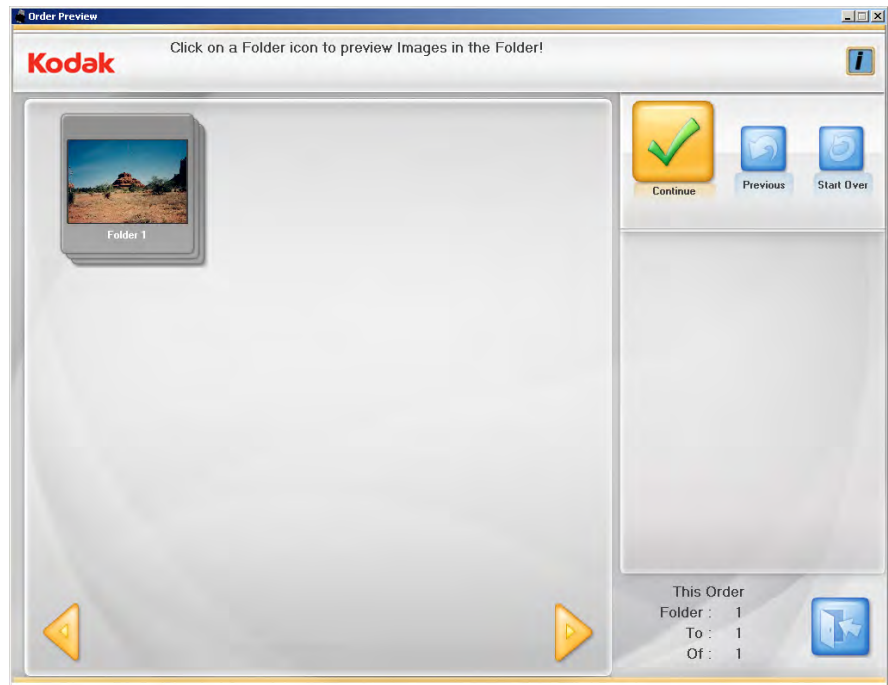 Order Preview
Kodak
Click on a Folder icon to preview Images in the Folder!
i
Folder 1
Continue
Previous
Start Over
This Order
Folder : 1
To : 1
Of : 1